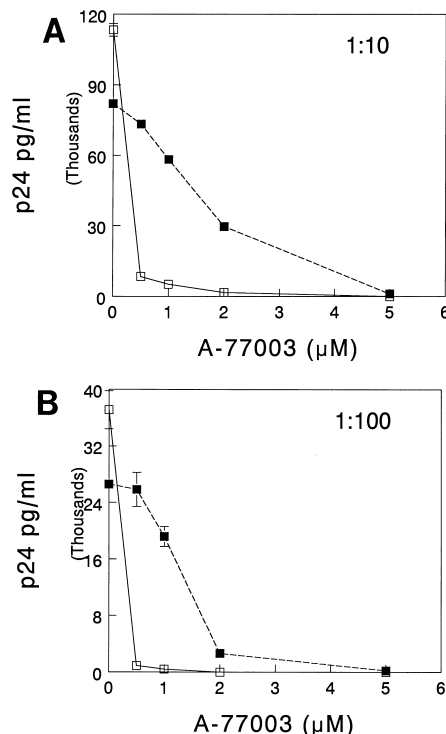 A
1:10
120
90
60
30
0
p24 pg/ml
(Thousands)
0 1 2 3 4 5 6
A-77003 (µM)
B
1:100
40
32
24
16
8
0
p24 pg/ml
(Thousands)
0 1 2 3 4 5 6
A-77003 (µM)